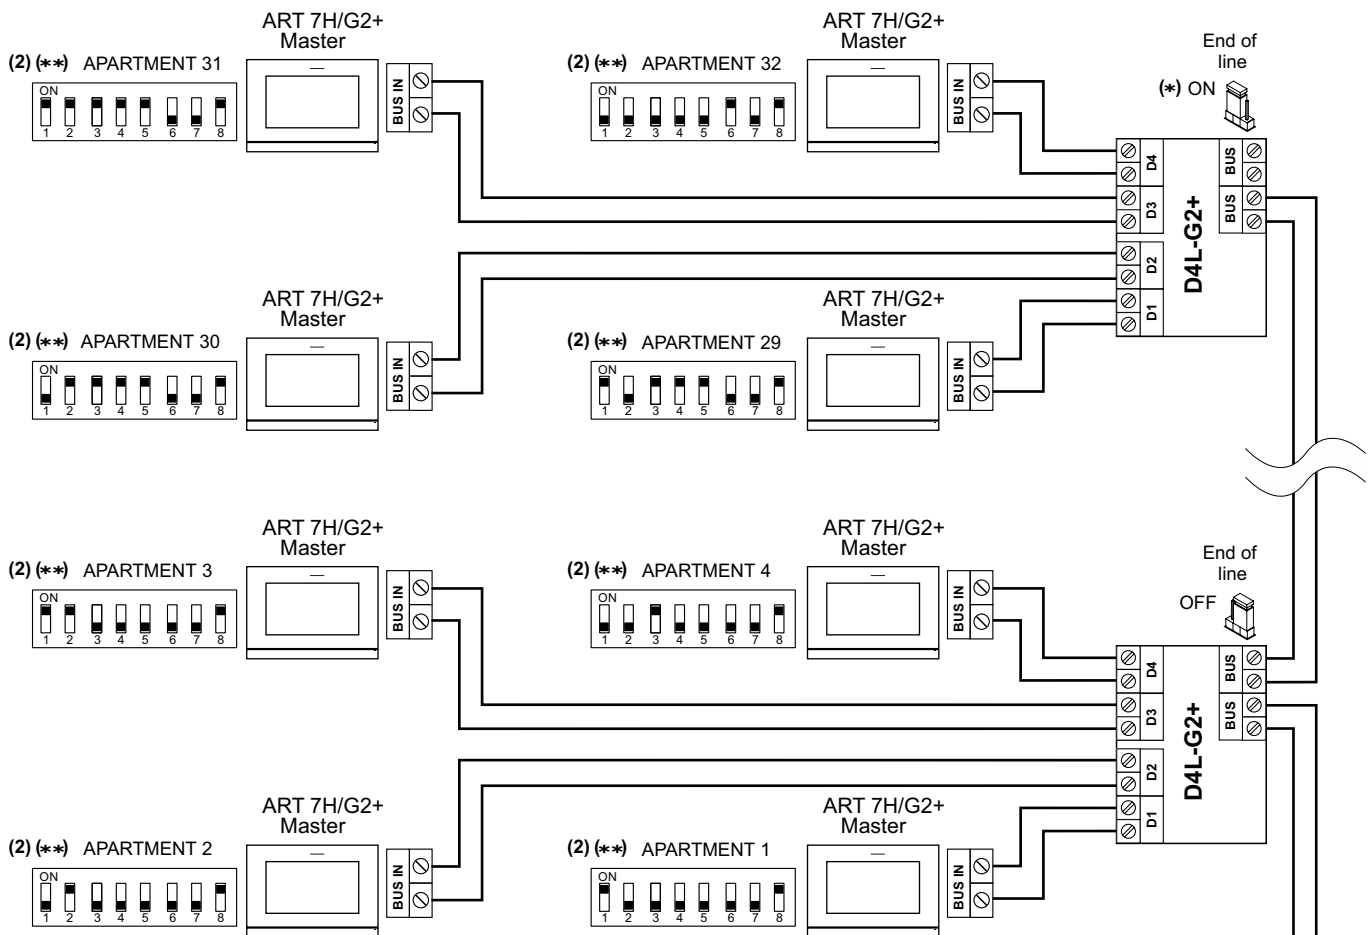 ART 7H/G2+
Master
(2) (**) APARTMENT 31
ON
1 2 3 4 5 6 7 8
BUS IN
ART 7H/G2+
Master
(2) (**) APARTMENT 32
ON
1 2 3 4 5 6 7 8
BUS IN
End of
line
(*) ON
D4
D3
D2
D1
D4L-G2+
BUS
BUS
ART 7H/G2+
Master
(2) (**) APARTMENT 30
ON
1 2 3 4 5 6 7 8
BUS IN
ART 7H/G2+
Master
(2) (**) APARTMENT 29
ON
1 2 3 4 5 6 7 8
BUS IN
ART 7H/G2+
Master
(2) (**) APARTMENT 3
ON
1 2 3 4 5 6 7 8
BUS IN
ART 7H/G2+
Master
(2) (**) APARTMENT 4
ON
1 2 3 4 5 6 7 8
BUS IN
End of
line
OFF
D4
D3
D2
D1
D4L-G2+
BUS
BUS
ART 7H/G2+
Master
(2) (**) APARTMENT 2
ON
1 2 3 4 5 6 7 8
BUS IN
ART 7H/G2+
Master
(2) (**) APARTMENT 1
ON
1 2 3 4 5 6 7 8
BUS IN